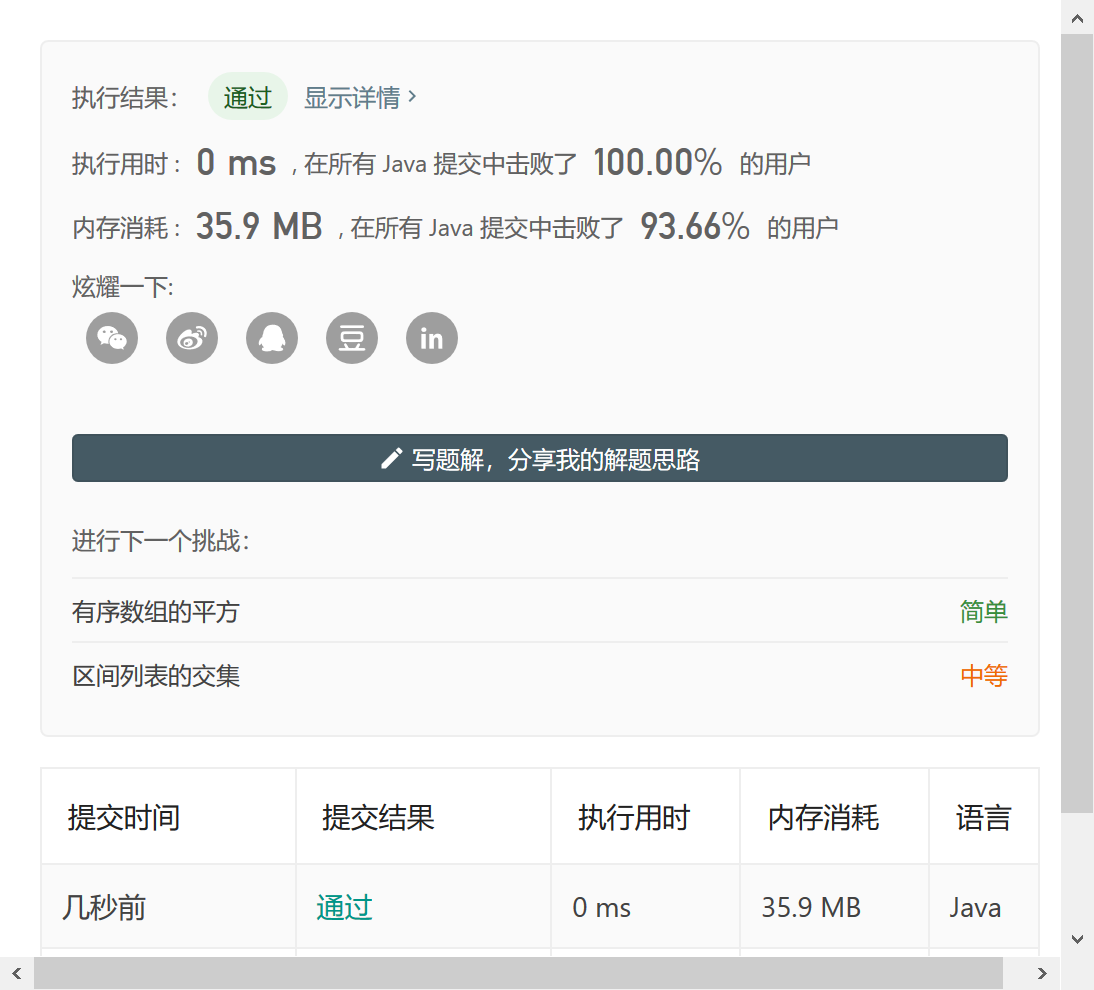 执行结果： 通过 显示详情 ›
执行用时 : 0 ms , 在所有 Java 提交中击败了 100.00% 的用户
内存消耗 : 35.9 MB , 在所有 Java 提交中击败了 93.66% 的用户
炫耀一下:
豆 in
写题解，分享我的解题思路
进行下一个挑战：
有序数组的平方 简单
区间列表的交集 中等
提交时间 提交结果 执行用时 内存消耗 语言
几秒前 通过 0 ms 35.9 MB Java